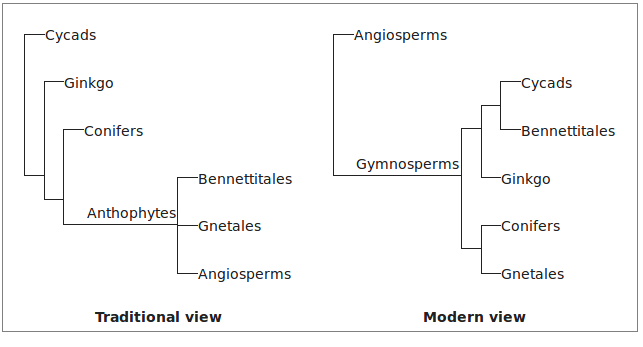 Cycads
Ginkgo
Conifers
Bennettitales
Anthophytes
Gnetales
Angiosperms
Traditional view
Angiosperms
Cycads
Bennettitales
Gymnosperms
Ginkgo
Conifers
Gnetales
Modern view